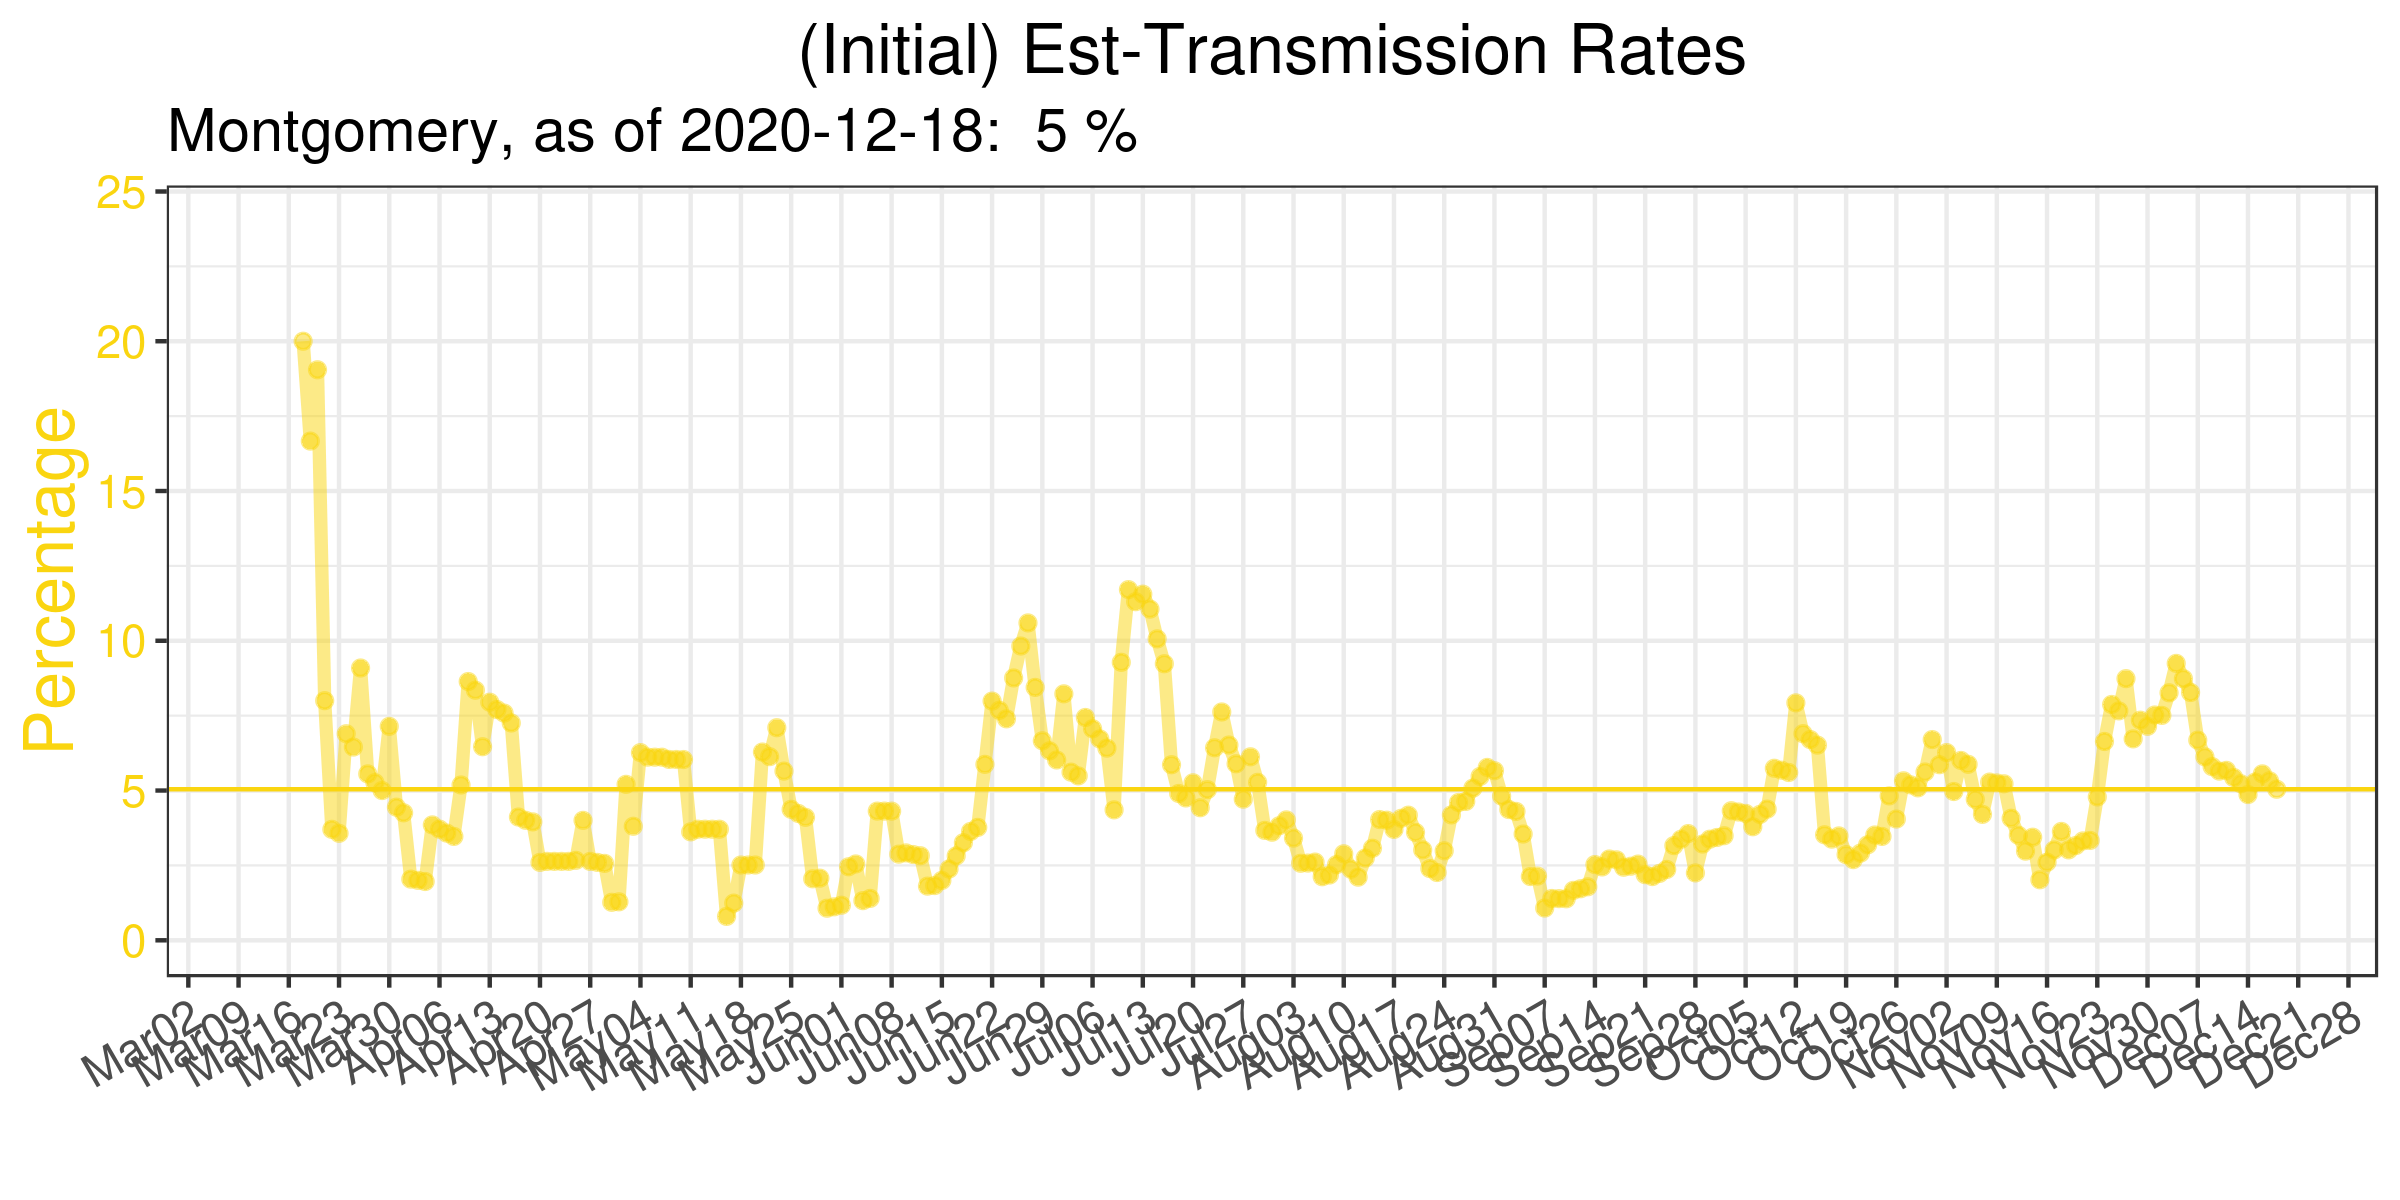 (Initial) Est-Transmission Rates
Montgomery, as of 2020-12-18:  5 %
Percentage
25
20
15
10
5
0
Mar02
Mar09
Mar16
Mar23
Mar30
Apr06
Apr13
Apr20
Apr27
May04
May11
May18
May25
Jun01
Jun08
Jun15
Jun22
Jun29
Jul06
Jul13
Jul20
Jul27
Aug03
Aug10
Aug17
Aug24
Aug31
Sep07
Sep14
Sep21
Sep28
Oct05
Oct12
Oct19
Oct26
Nov02
Nov09
Nov16
Nov23
Nov30
Dec07
Dec14
Dec21
Dec28